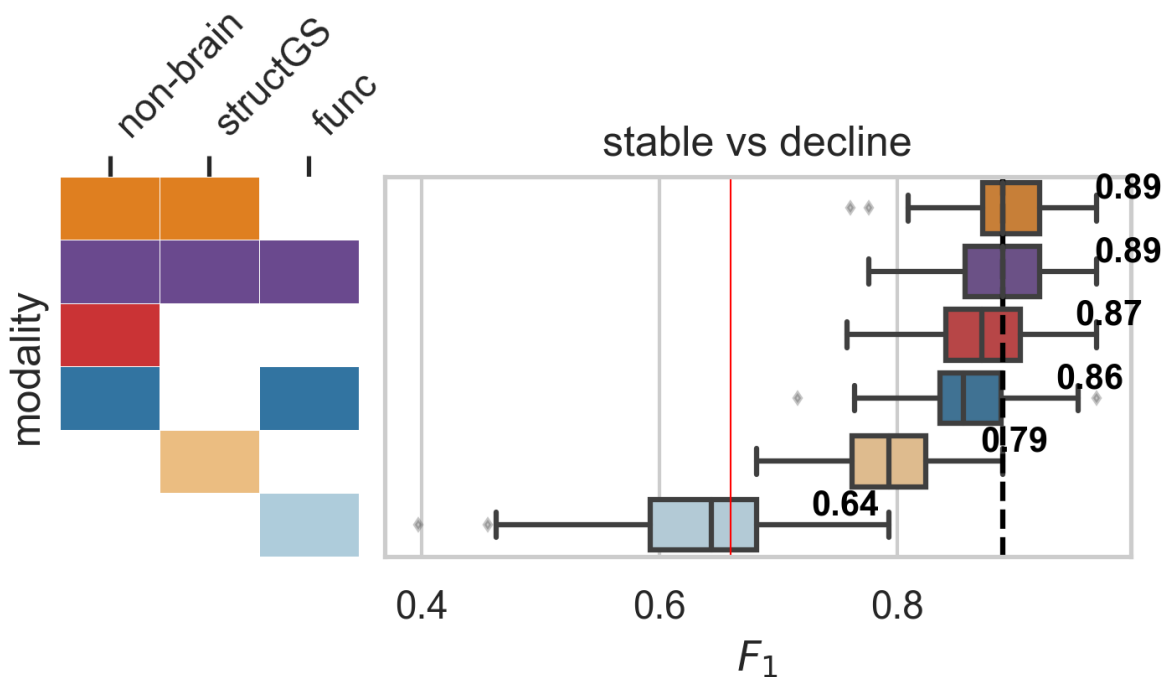 non-brain
structGS
func
stable vs decline
modality
0.89
0.89
0.87
0.86
0.79
0.64
0.4 0.6 0.8
F1